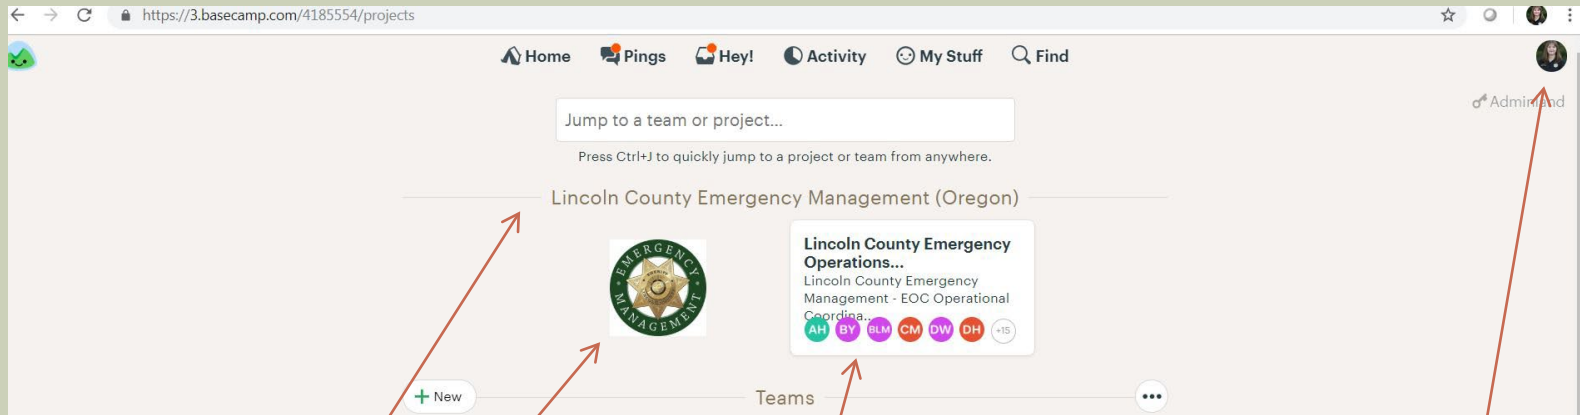 https://3.basecamp.com/4185554/projects
Home Pings Hey! Activity My Stuff Find
Adminland
Jump to a team or project...
Press Ctrl+J to quickly jump to a project or team from anywhere.
Lincoln County Emergency Management (Oregon)
EMERGENCY
MANAGEMENT
Lincoln County Emergency
Operations...
Lincoln County Emergency
Management - EOC Operational
Coordina...
AH BY BLM CM DW DH +15
+ New
Teams